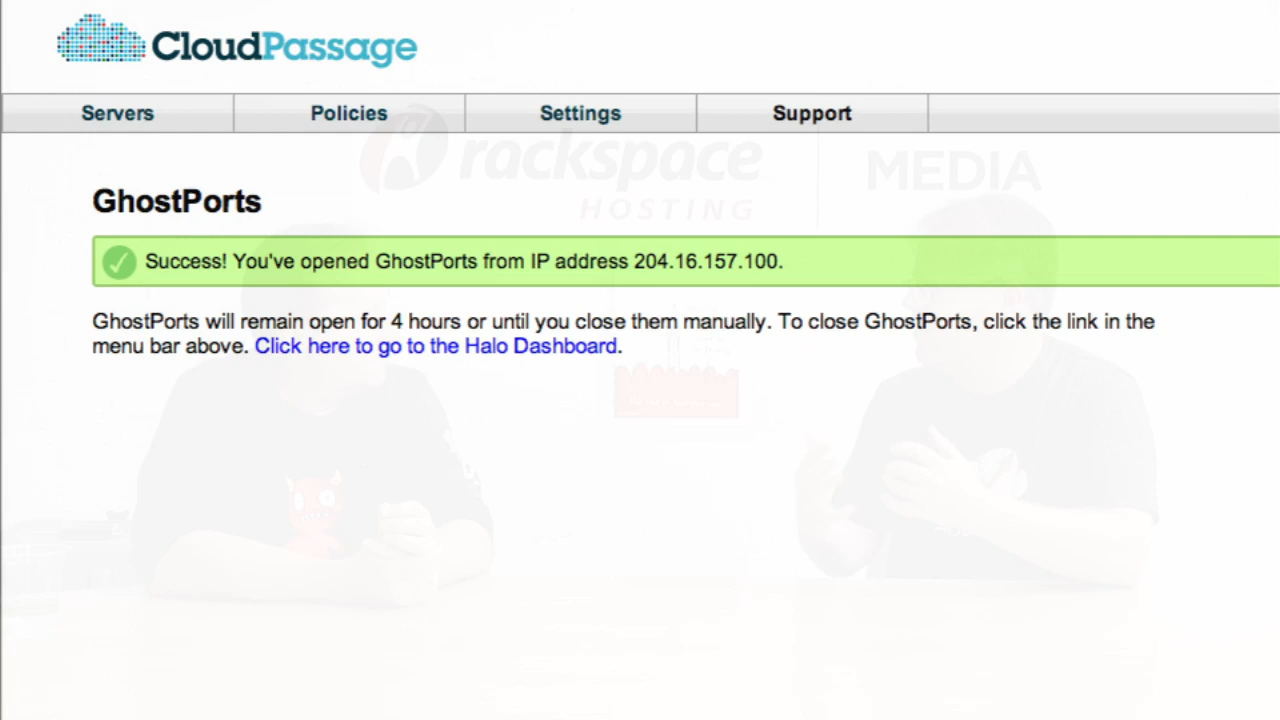 CloudPassage
Servers Policies Settings Support
rackspace MEDIA
HOSTING
GhostPorts
Success! You've opened GhostPorts from IP address 204.16.157.100.
GhostPorts will remain open for 4 hours or until you close them manually. To close GhostPorts, click the link in the
menu bar above. Click here to go to the Halo Dashboard.